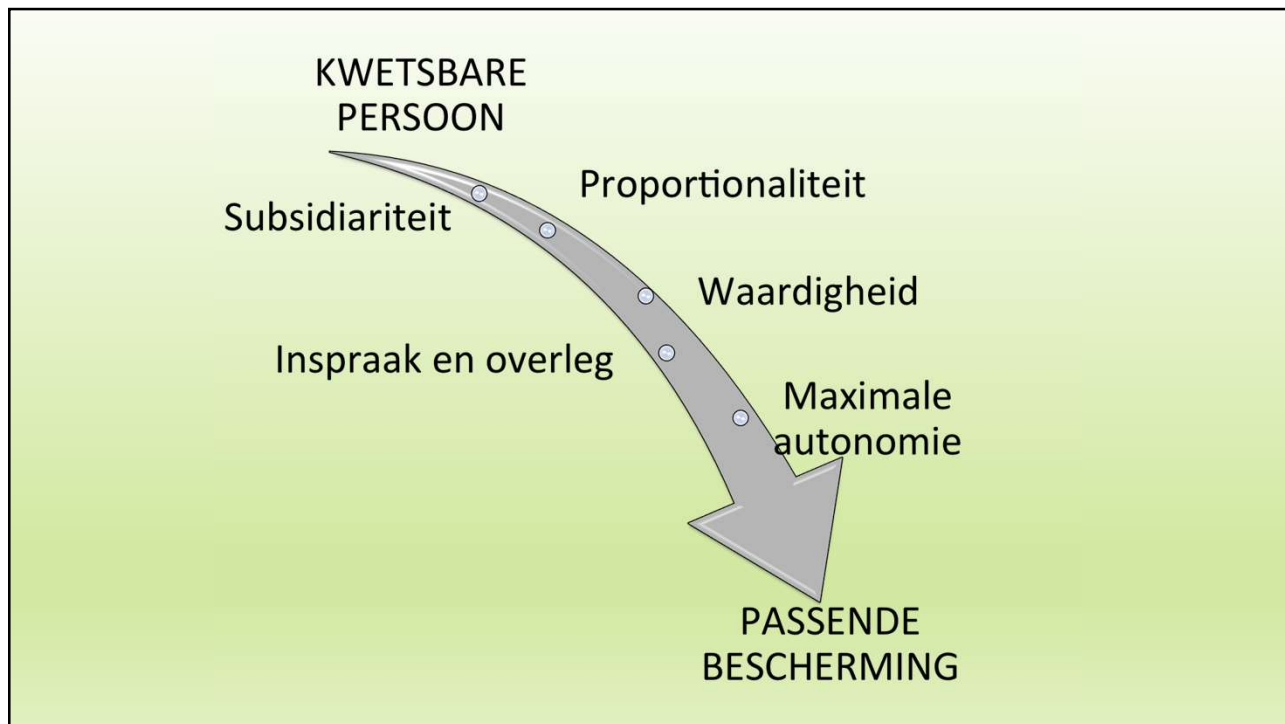 KWETSBARE
PERSOON
Proportionaliteit
Subsidiariteit
Waardigheid
Inspraak en overleg
Maximale
autonomie
PASSENDE
BESCHERMING